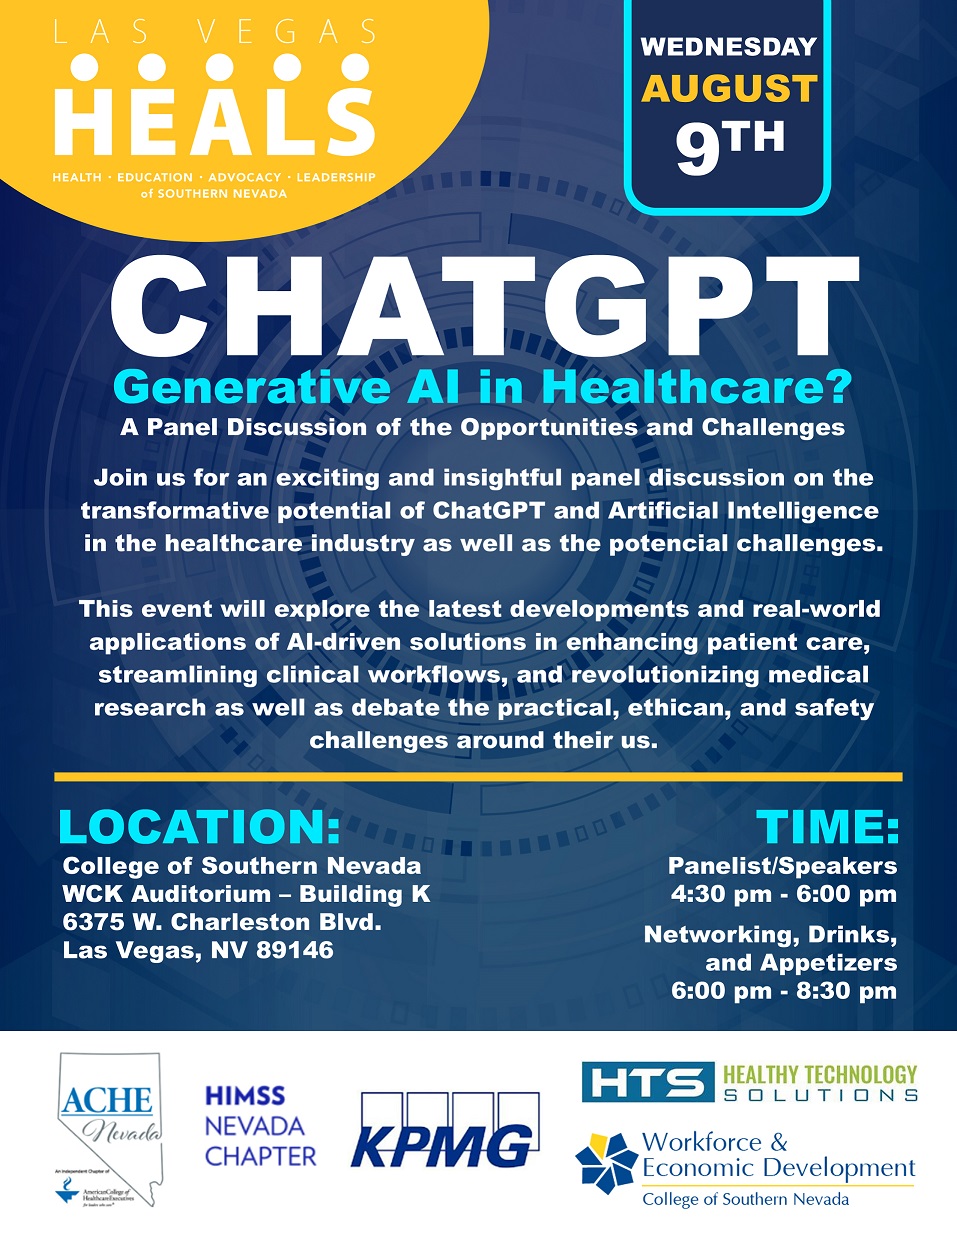 LAS VEGAS
HEALS
HEALTH · EDUCATION · ADVOCACY · LEADERSHIP
of SOUTHERN NEVADA
WEDNESDAY
AUGUST
9TH
CHATGPT
Generative AI in Healthcare?
A Panel Discussion of the Opportunities and Challenges
Join us for an exciting and insightful panel discussion on the
transformative potential of ChatGPT and Artificial Intelligence
in the healthcare industry as well as the potencial challenges.
This event will explore the latest developments and real-world
applications of AI-driven solutions in enhancing patient care,
streamlining clinical workflows, and revolutionizing medical
research as well as debate the practical, ethican, and safety
challenges around their us.
LOCATION:
College of Southern Nevada
WCK Auditorium – Building K
6375 W. Charleston Blvd.
Las Vegas, NV 89146
TIME:
Panelist/Speakers
4:30 pm - 6:00 pm
Networking, Drinks,
and Appetizers
6:00 pm - 8:30 pm
ACHE
Nevada
An Independent Chapter of
American College of
Healthcare Executives
for leaders who care®
HIMSS
NEVADA
CHAPTER
KPMG
HTS HEALTHY TECHNOLOGY
SOLUTIONS
Workforce &
Economic Development
College of Southern Nevada